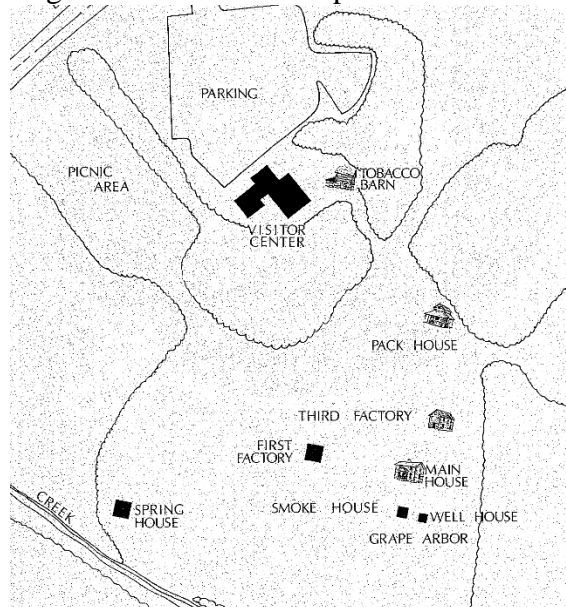 PARKING
PICNIC
AREA
TOBACCO
BARN
VISITOR
CENTER
PACK HOUSE
THIRD FACTORY
FIRST
FACTORY
MAIN
HOUSE
CREEK
SPRING
HOUSE
SMOKE HOUSE
WELL HOUSE
GRAPE ARBOR